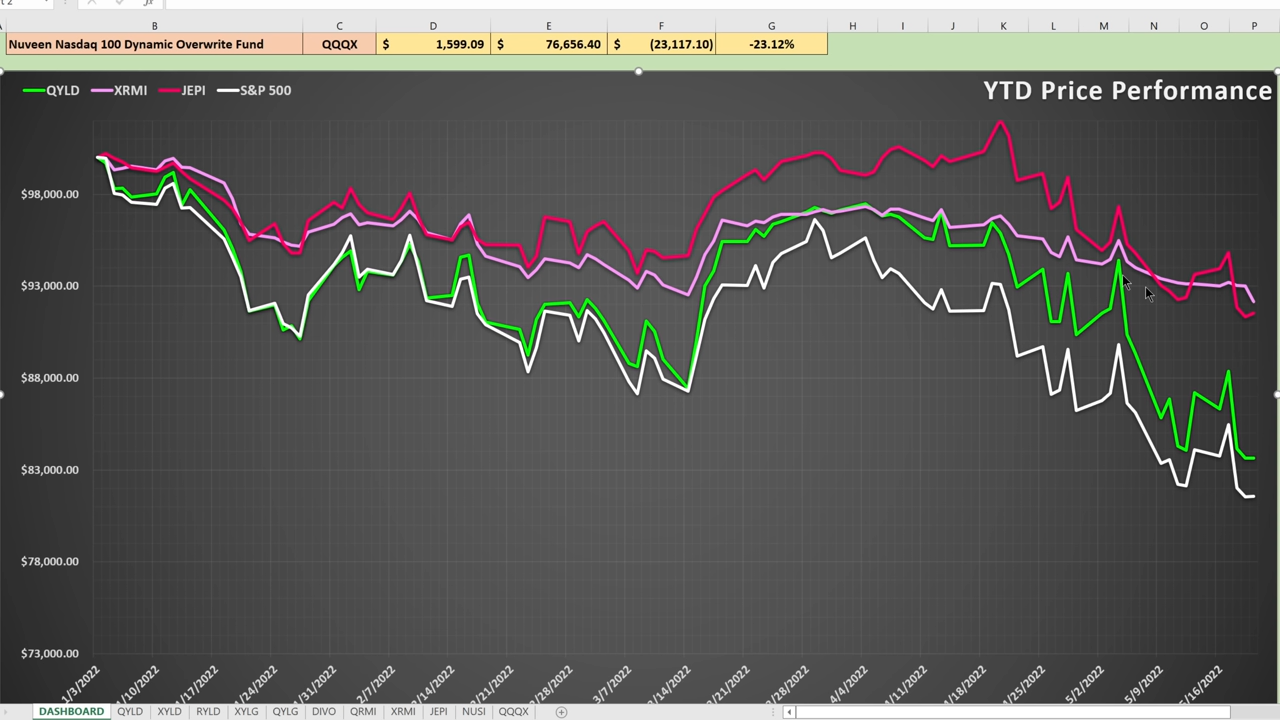 B C D E F G H I J K L M N O P
Nuveen Nasdaq 100 Dynamic Overwrite Fund QQQX $ 1,599.09 $ 76,656.40 $ (23,117.10) -23.12%
QYLD XRMI JEPI S&P 500 YTD Price Performance
$98,000.00
$93,000.00
$88,000.00
$83,000.00
$78,000.00
$73,000.00
1/3/2022 1/10/2022 1/17/2022 1/24/2022 1/31/2022 2/7/2022 2/14/2022 2/21/2022 2/28/2022 3/7/2022 3/14/2022 3/21/2022 3/28/2022 4/4/2022 4/11/2022 4/18/2022 4/25/2022 5/2/2022 5/9/2022 5/16/2022
DASHBOARD QYLD XYLD RYLD XYLG QYLG DIVO QRMI XRMI JEPI NUSI QQQX